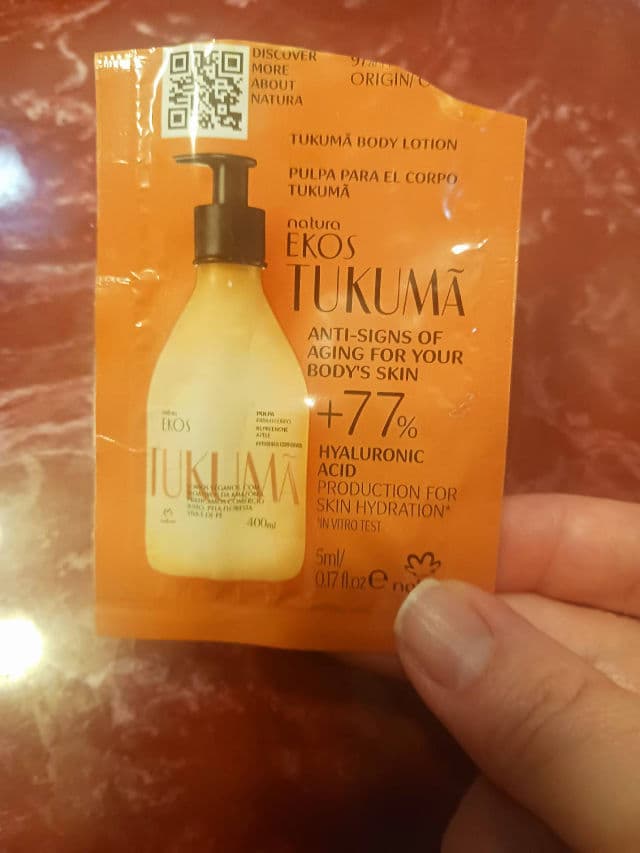 DISCOVER
MORE
ABOUT
NATURA
ORIGIN/
TUKUMÃ BODY LOTION
PULPA PARA EL CORPO
TUKUMÃ
natura
EKOS
TUKUMÃ
ANTI-SIGNS OF
AGING FOR YOUR
BODY'S SKIN
+77%
HYALURONIC
ACID
PRODUCTION FOR
SKIN HYDRATION*
*IN VITRO TEST
5ml/
0.17 fl.oz e
natura
EKOS
PULPA
TUKUMÃ
400ml